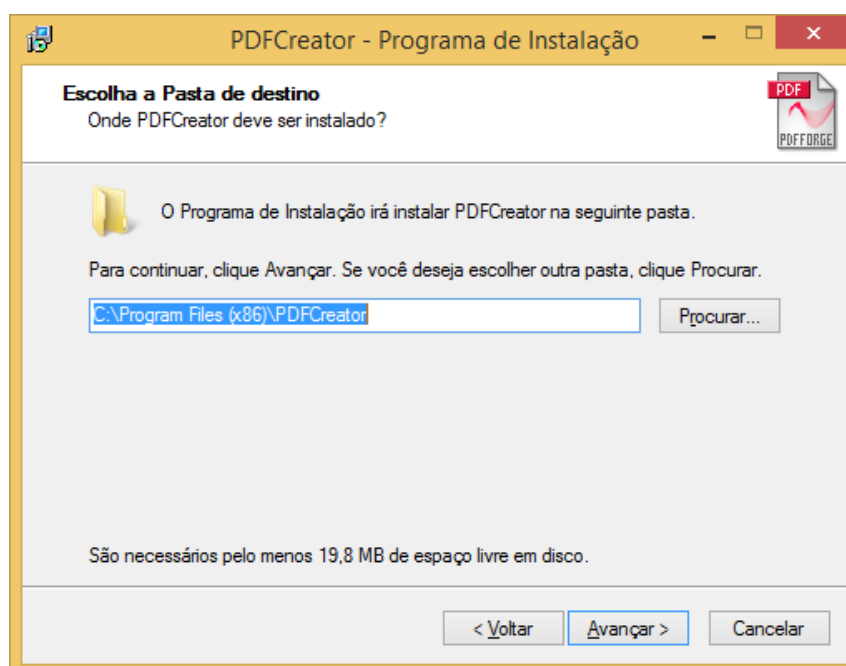 PDFCreator - Programa de Instalação
Escolha a Pasta de destino
Onde PDFCreator deve ser instalado?
PDF
PDFFORGE
O Programa de Instalação irá instalar PDFCreator na seguinte pasta.
Para continuar, clique Avançar. Se você deseja escolher outra pasta, clique Procurar.
C:\Program Files (x86)\PDFCreator
Procurar...
São necessários pelo menos 19,8 MB de espaço livre em disco.
< Voltar
Avançar >
Cancelar